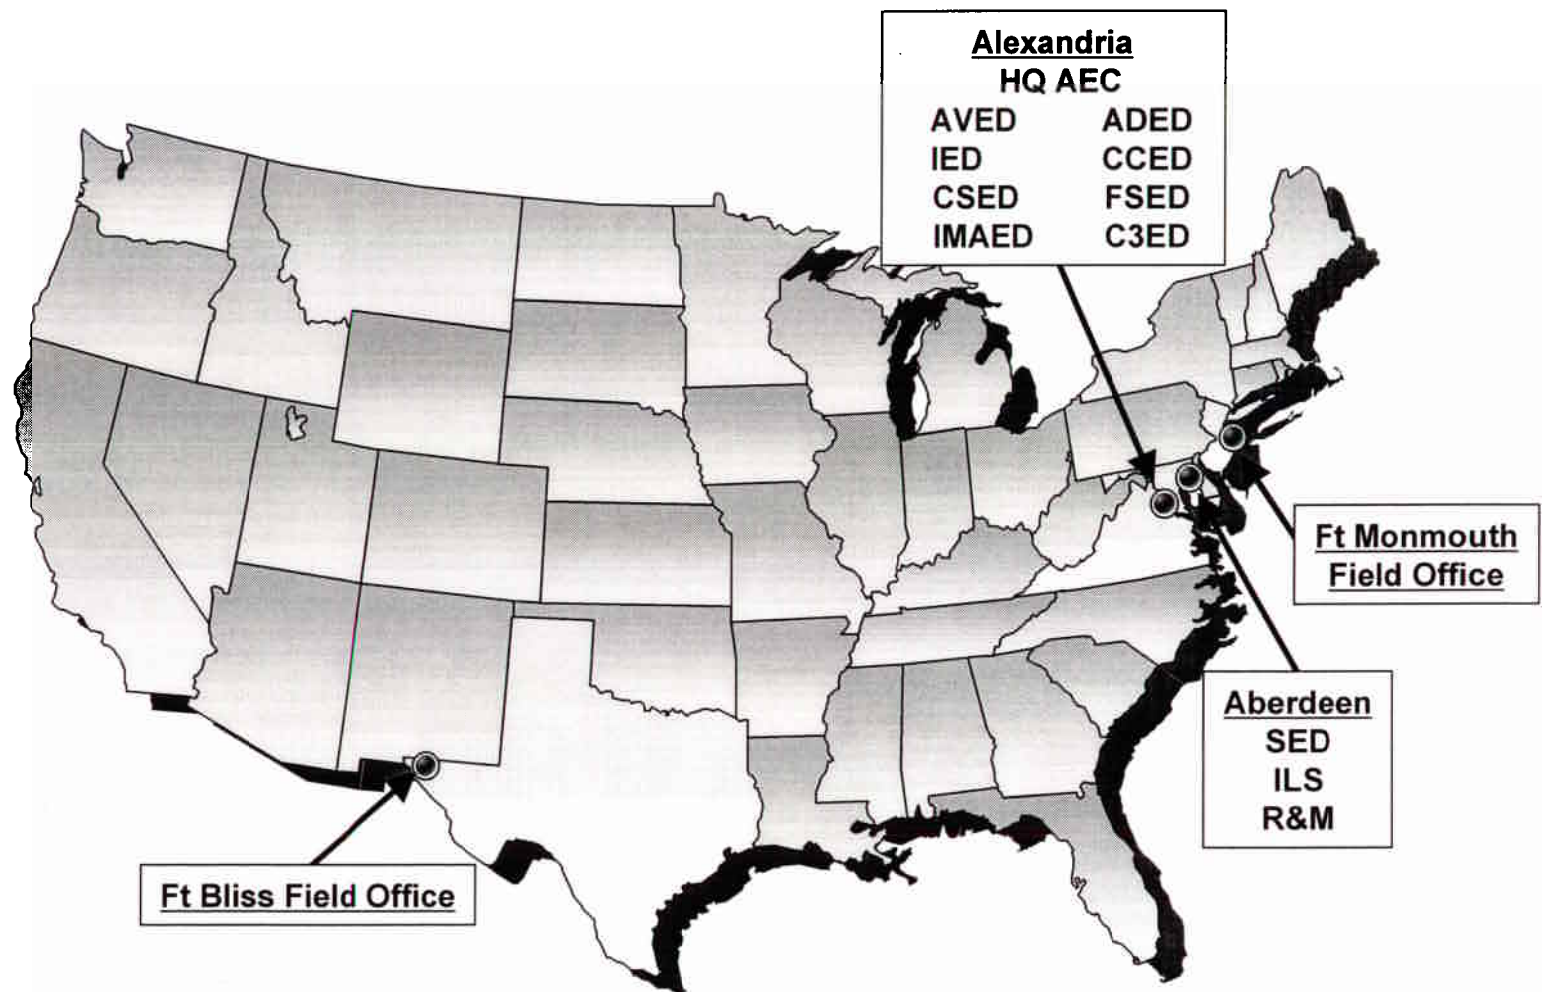 Alexandria
HQ AEC
AVED ADED
IED CCED
CSED FSED
IMAED C3ED
Ft Monmouth
Field Office
Aberdeen
SED
ILS
R&M
Ft Bliss Field Office